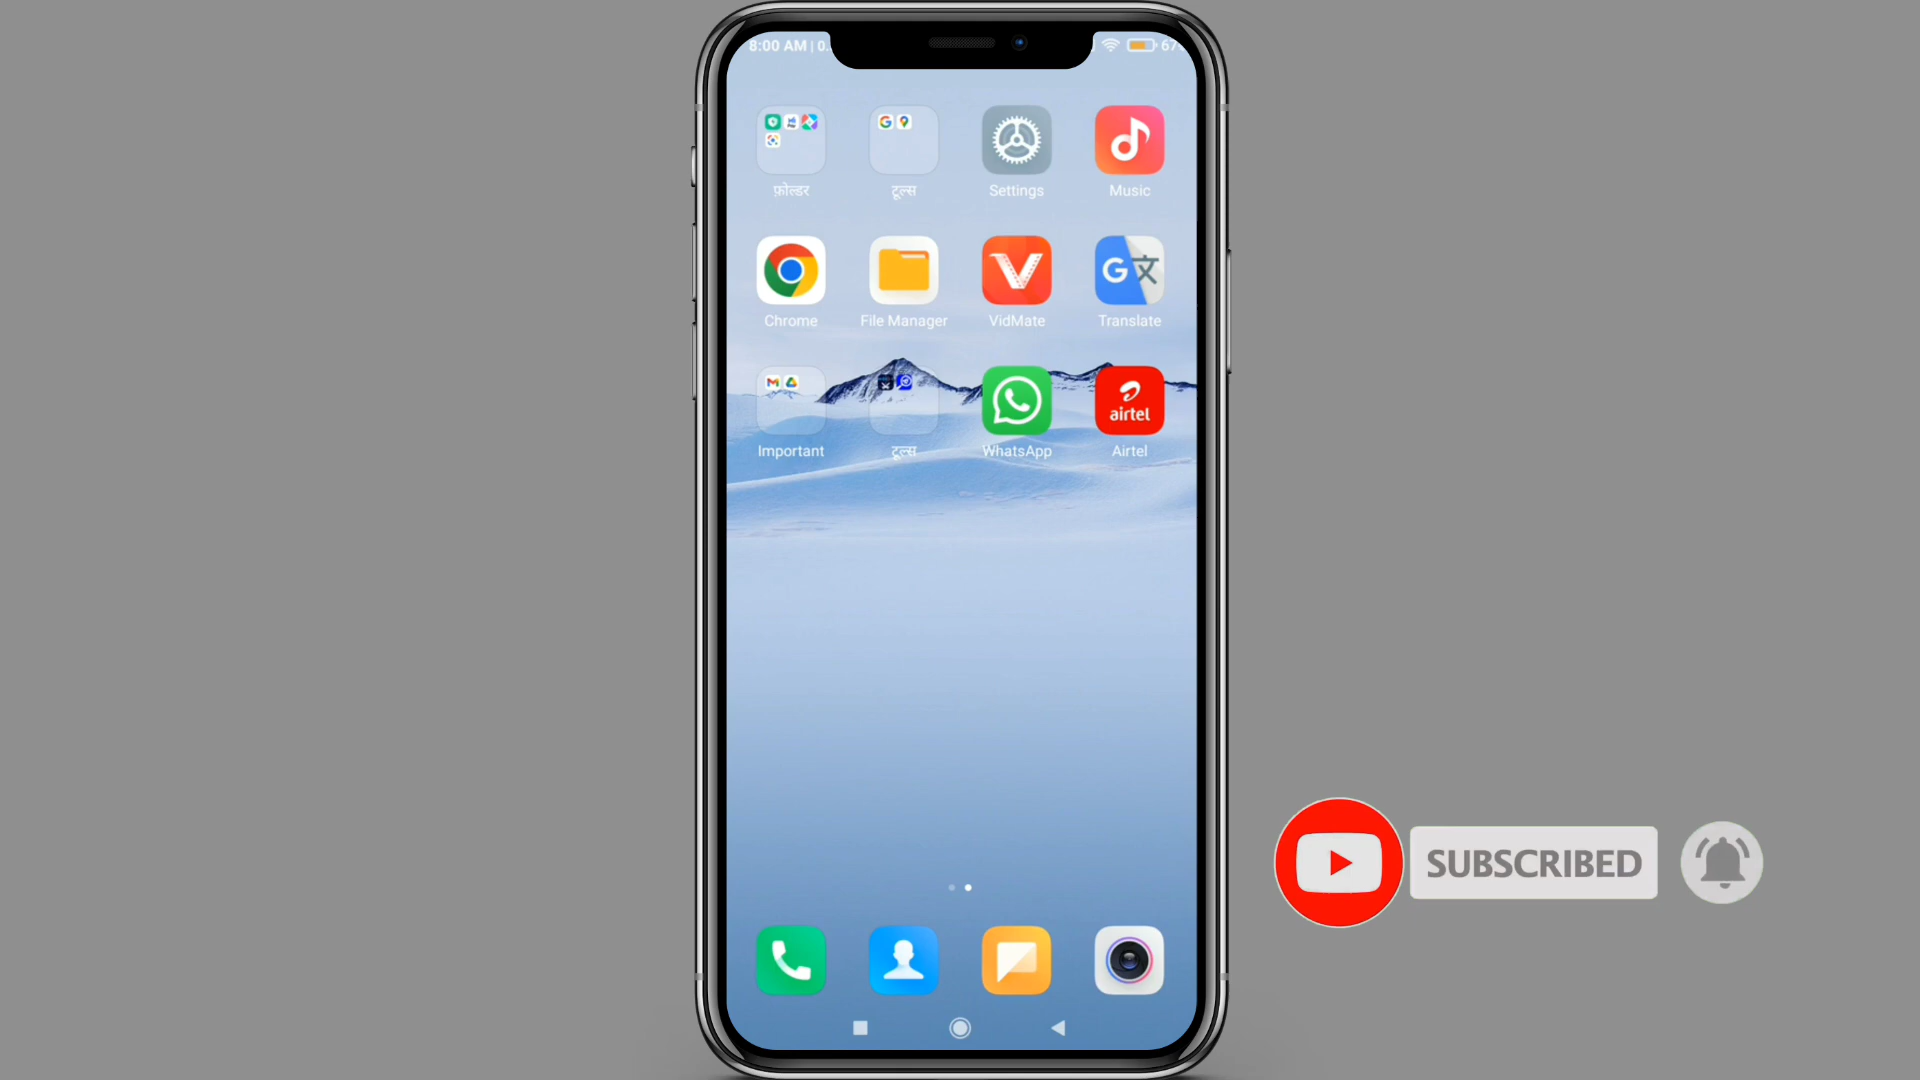 8:00 AM | 0.
67
फ़ोल्डर
टूल्स
Settings
Music
Chrome
File Manager
VidMate
Translate
Important
टूल्स
WhatsApp
airtel
Airtel
SUBSCRIBED